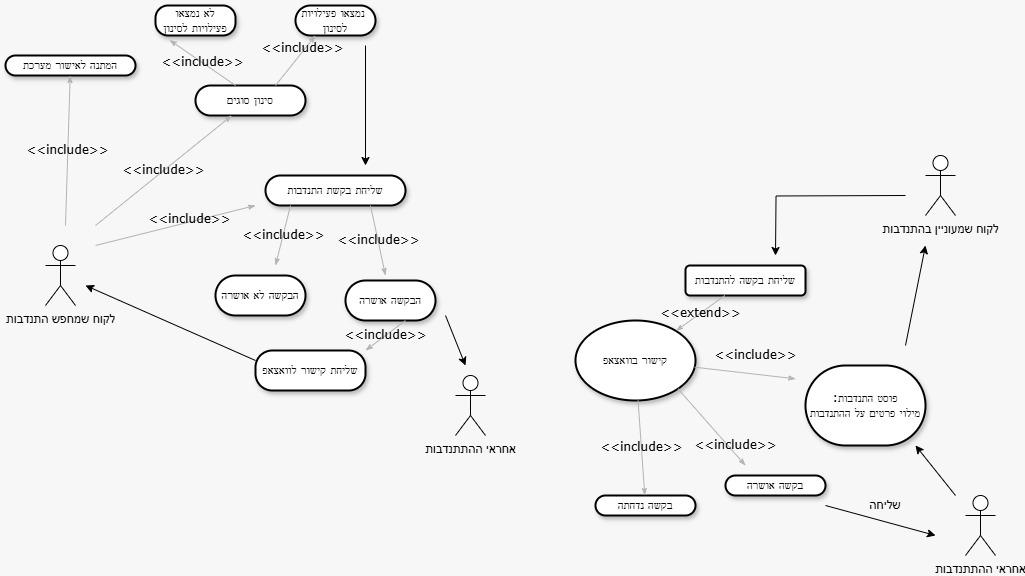 לא נמצאו
פעילויות לסינון
נמצאו פעילויות
לסינון
<<include>>
<<include>>
המתנה לאישור מערכת
סינון סוגים
<<include>>
<<include>>
שליחת בקשת התנדבות
<<include>>
<<include>>
<<include>>
הבקשה לא אושרה
הבקשה אושרה
לקוח שמחפש התנדבות
<<include>>
שליחת קישור לוואצאפ
אחראי ההתתנדבות
לקוח שמעוניין בהתנדבות
שליחת בקשה להתנדבות
<<extend>>
קישור בוואצאפ
<<include>>
פוסט התנדבות:
מילוי פרטים על ההתנדבות
<<include>>
<<include>>
בקשה אושרה
בקשה נדחתה
שליחה
אחראי ההתתנדבות